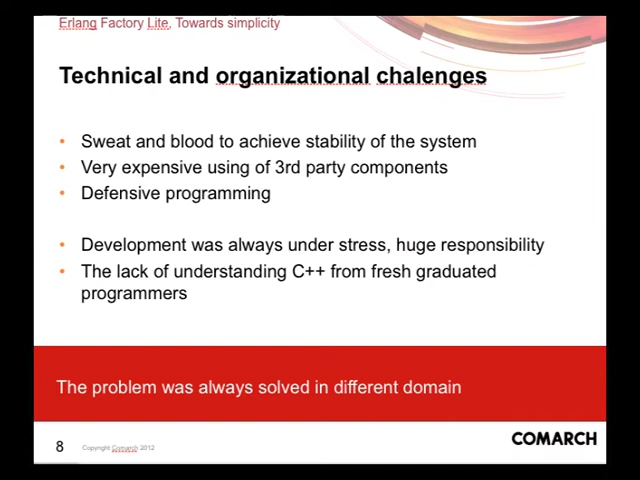 Erlang Factory Lite, Towards simplicity
Technical and organizational chalenges
• Sweat and blood to achieve stability of the system
• Very expensive using of 3rd party components
• Defensive programming
• Development was always under stress, huge responsibility
• The lack of understanding C++ from fresh graduated
programmers
The problem was always solved in different domain
COMARCH
8 Copyright Comarch 2012